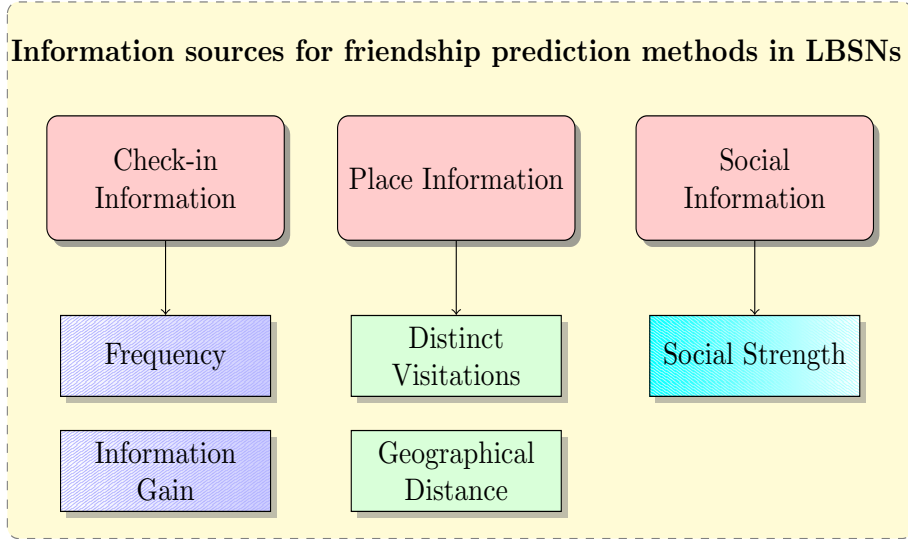 Information sources for friendship prediction methods in LBSNs
Check-in
Information
Place Information
Social
Information
Frequency
Distinct
Visitations
Social Strength
Information
Gain
Geographical
Distance